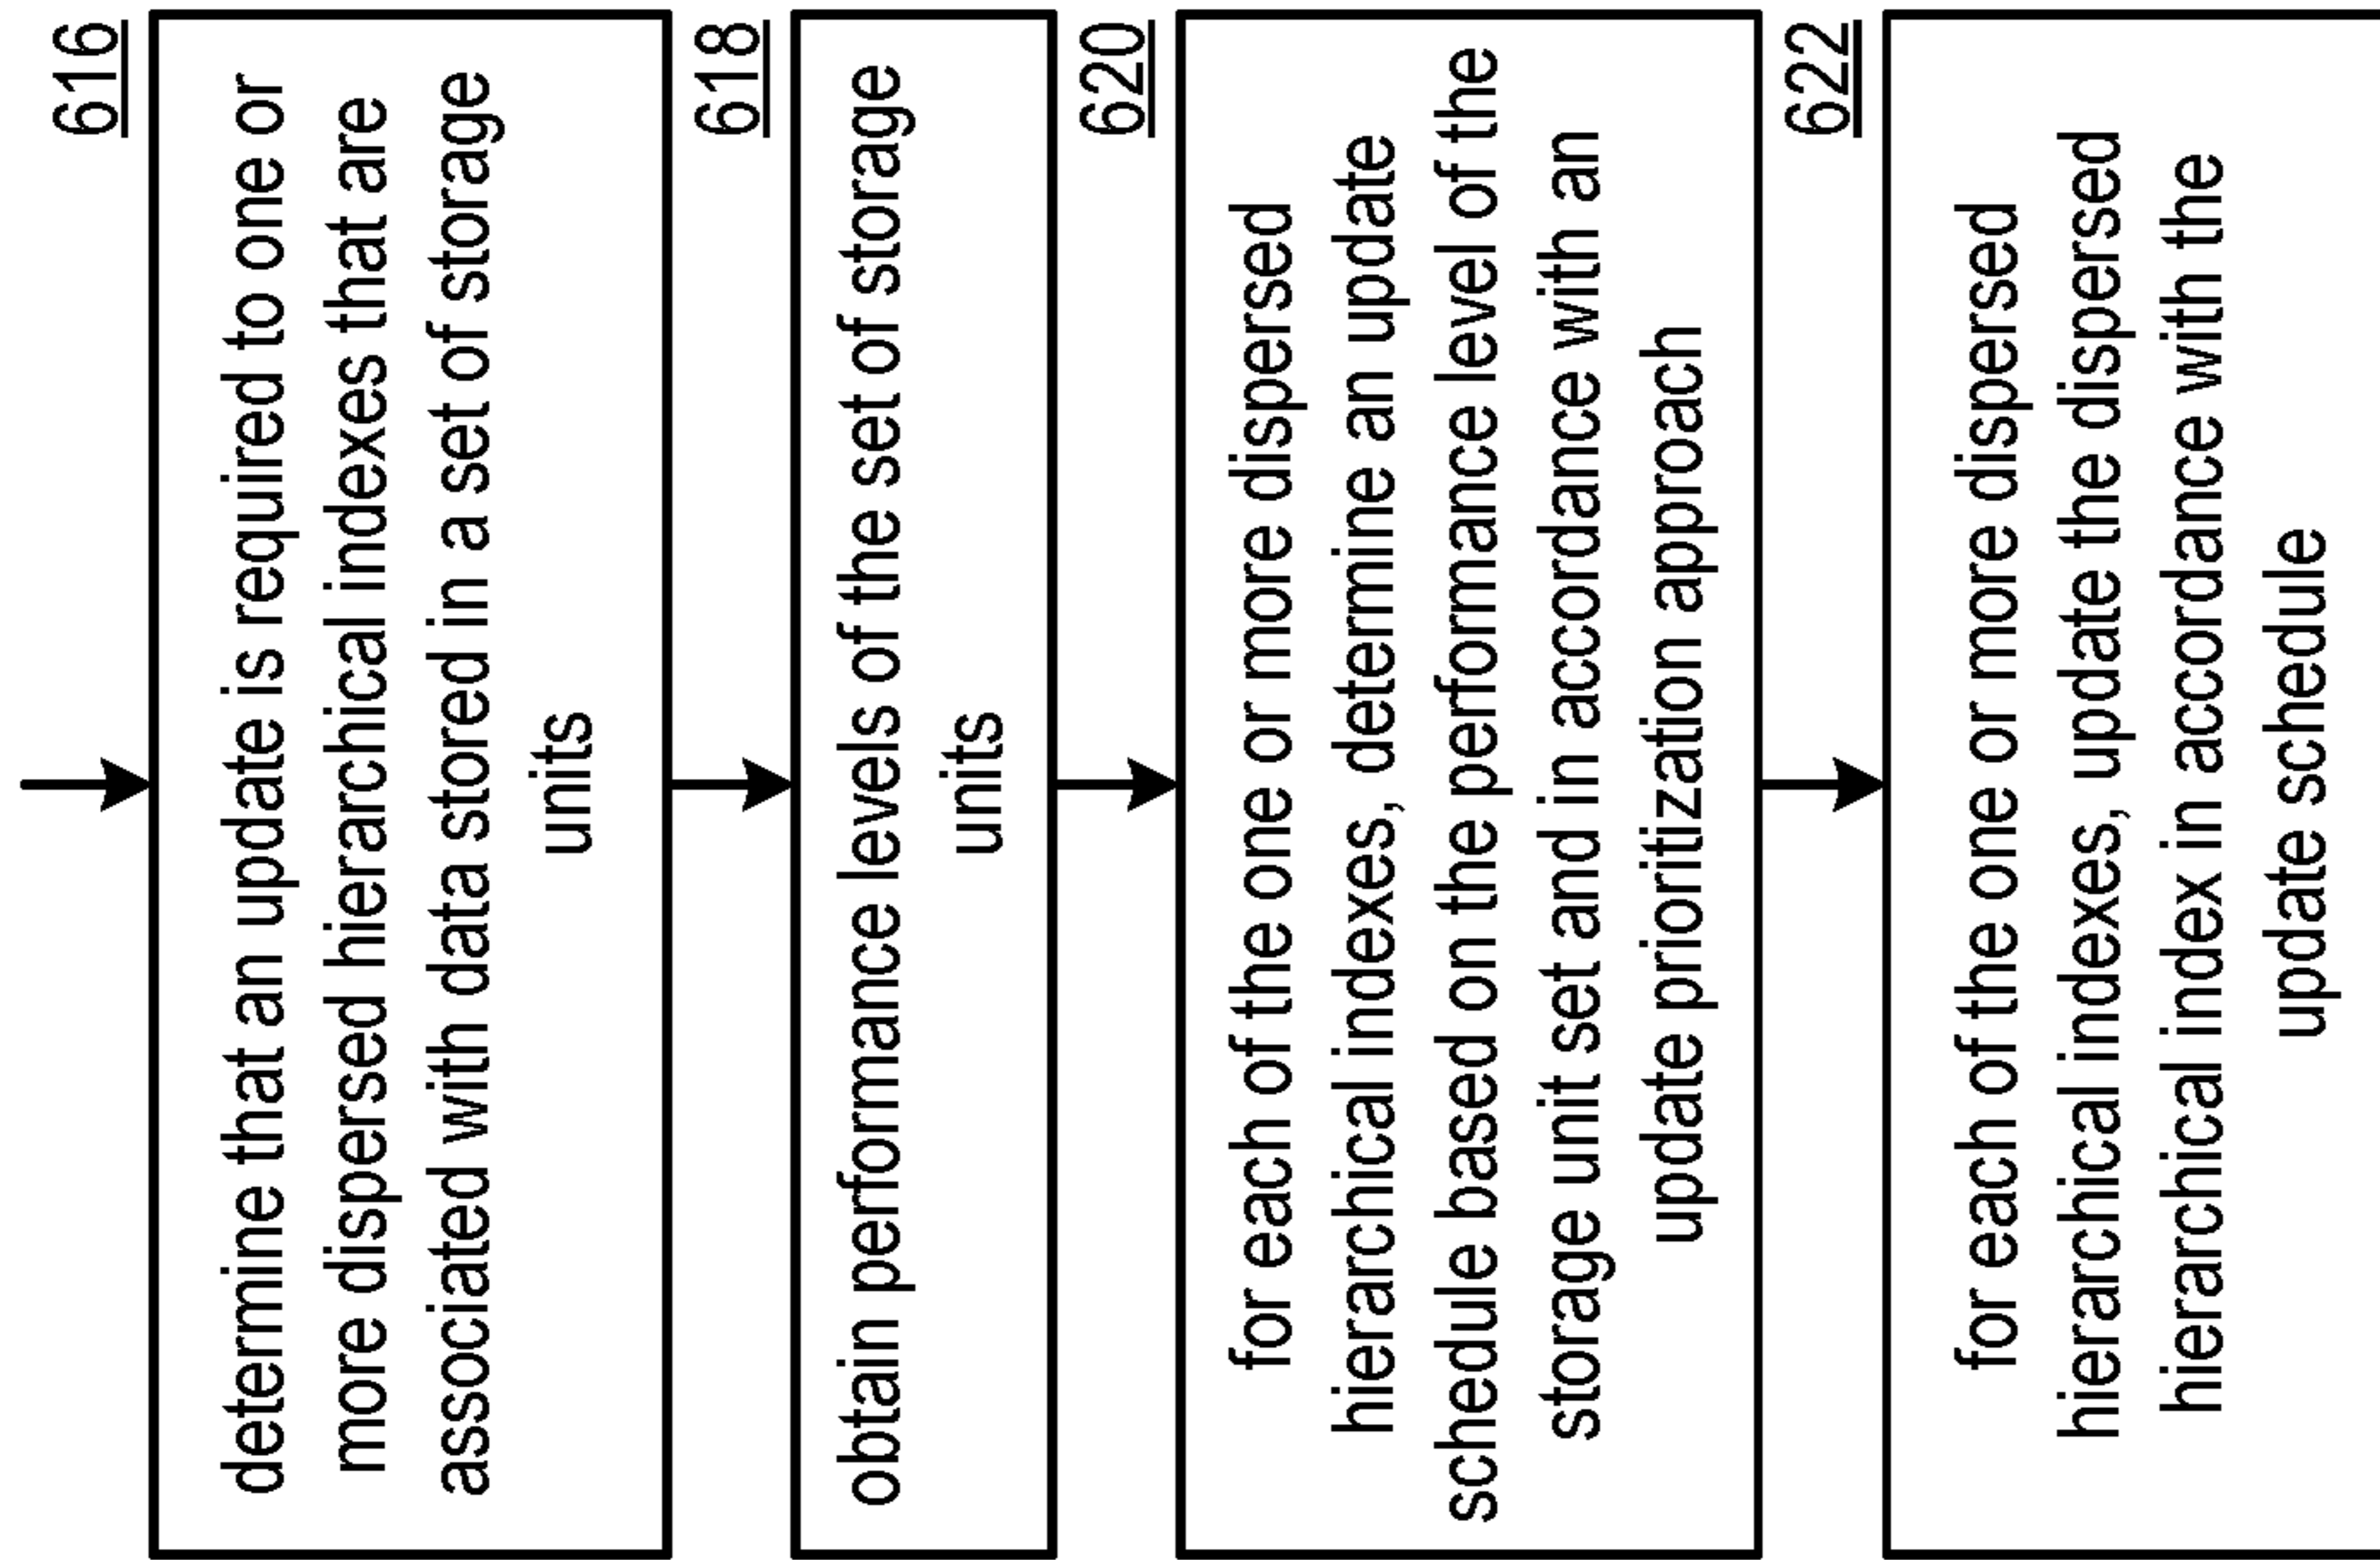 616
determine that an update is required to one or
more dispersed hierarchical indexes that are
associated with data stored in a set of storage
units
618
obtain performance levels of the set of storage
units
620
for each of the one or more dispersed
hierarchical indexes, determine an update
schedule based on the performance level of the
storage unit set and in accordance with an
update prioritization approach
622
for each of the one or more dispersed
hierarchical indexes, update the dispersed
hierarchical index in accordance with the
update schedule